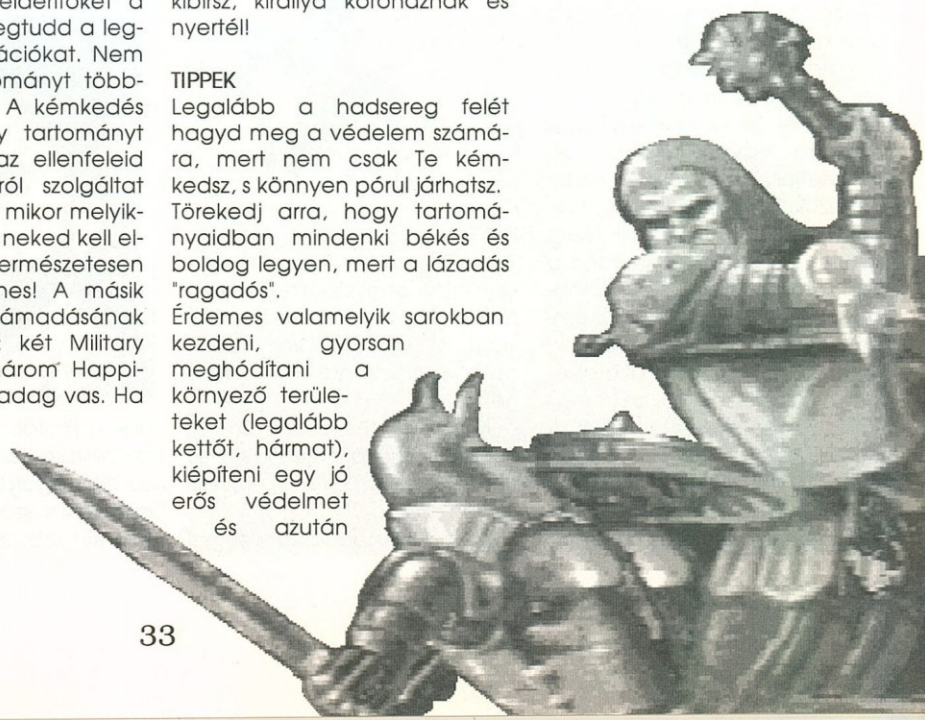 egtudd a leg-
ációkat. Nem
ományt több-
A kémkedés
y tartományt
az ellenfeleid
ról szolgáltat
mikor melyik-
neked kell el-
ermészetesen
nes! A másik
ámadásának
két Military
árom Happi-
adag vas. Ha
kibírsz, királlyá koronáznak és
nyertél!
TIPPEK
Legalább a hadsereg felét
hagyd meg a védelem számá-
ra, mert nem csak Te kém-
kedsz, s könnyen pórul járhatsz.
Törekedj arra, hogy tartomá-
nyaidban mindenki békés és
boldog legyen, mert a lázadás
"ragadós".
Érdemes valamelyik sarokban
kezdeni, gyorsan
meghódítani a
környező terüle-
teket (legalább
kettőt, hármat),
kiépíteni egy jó
erős védelmet
és azután
33